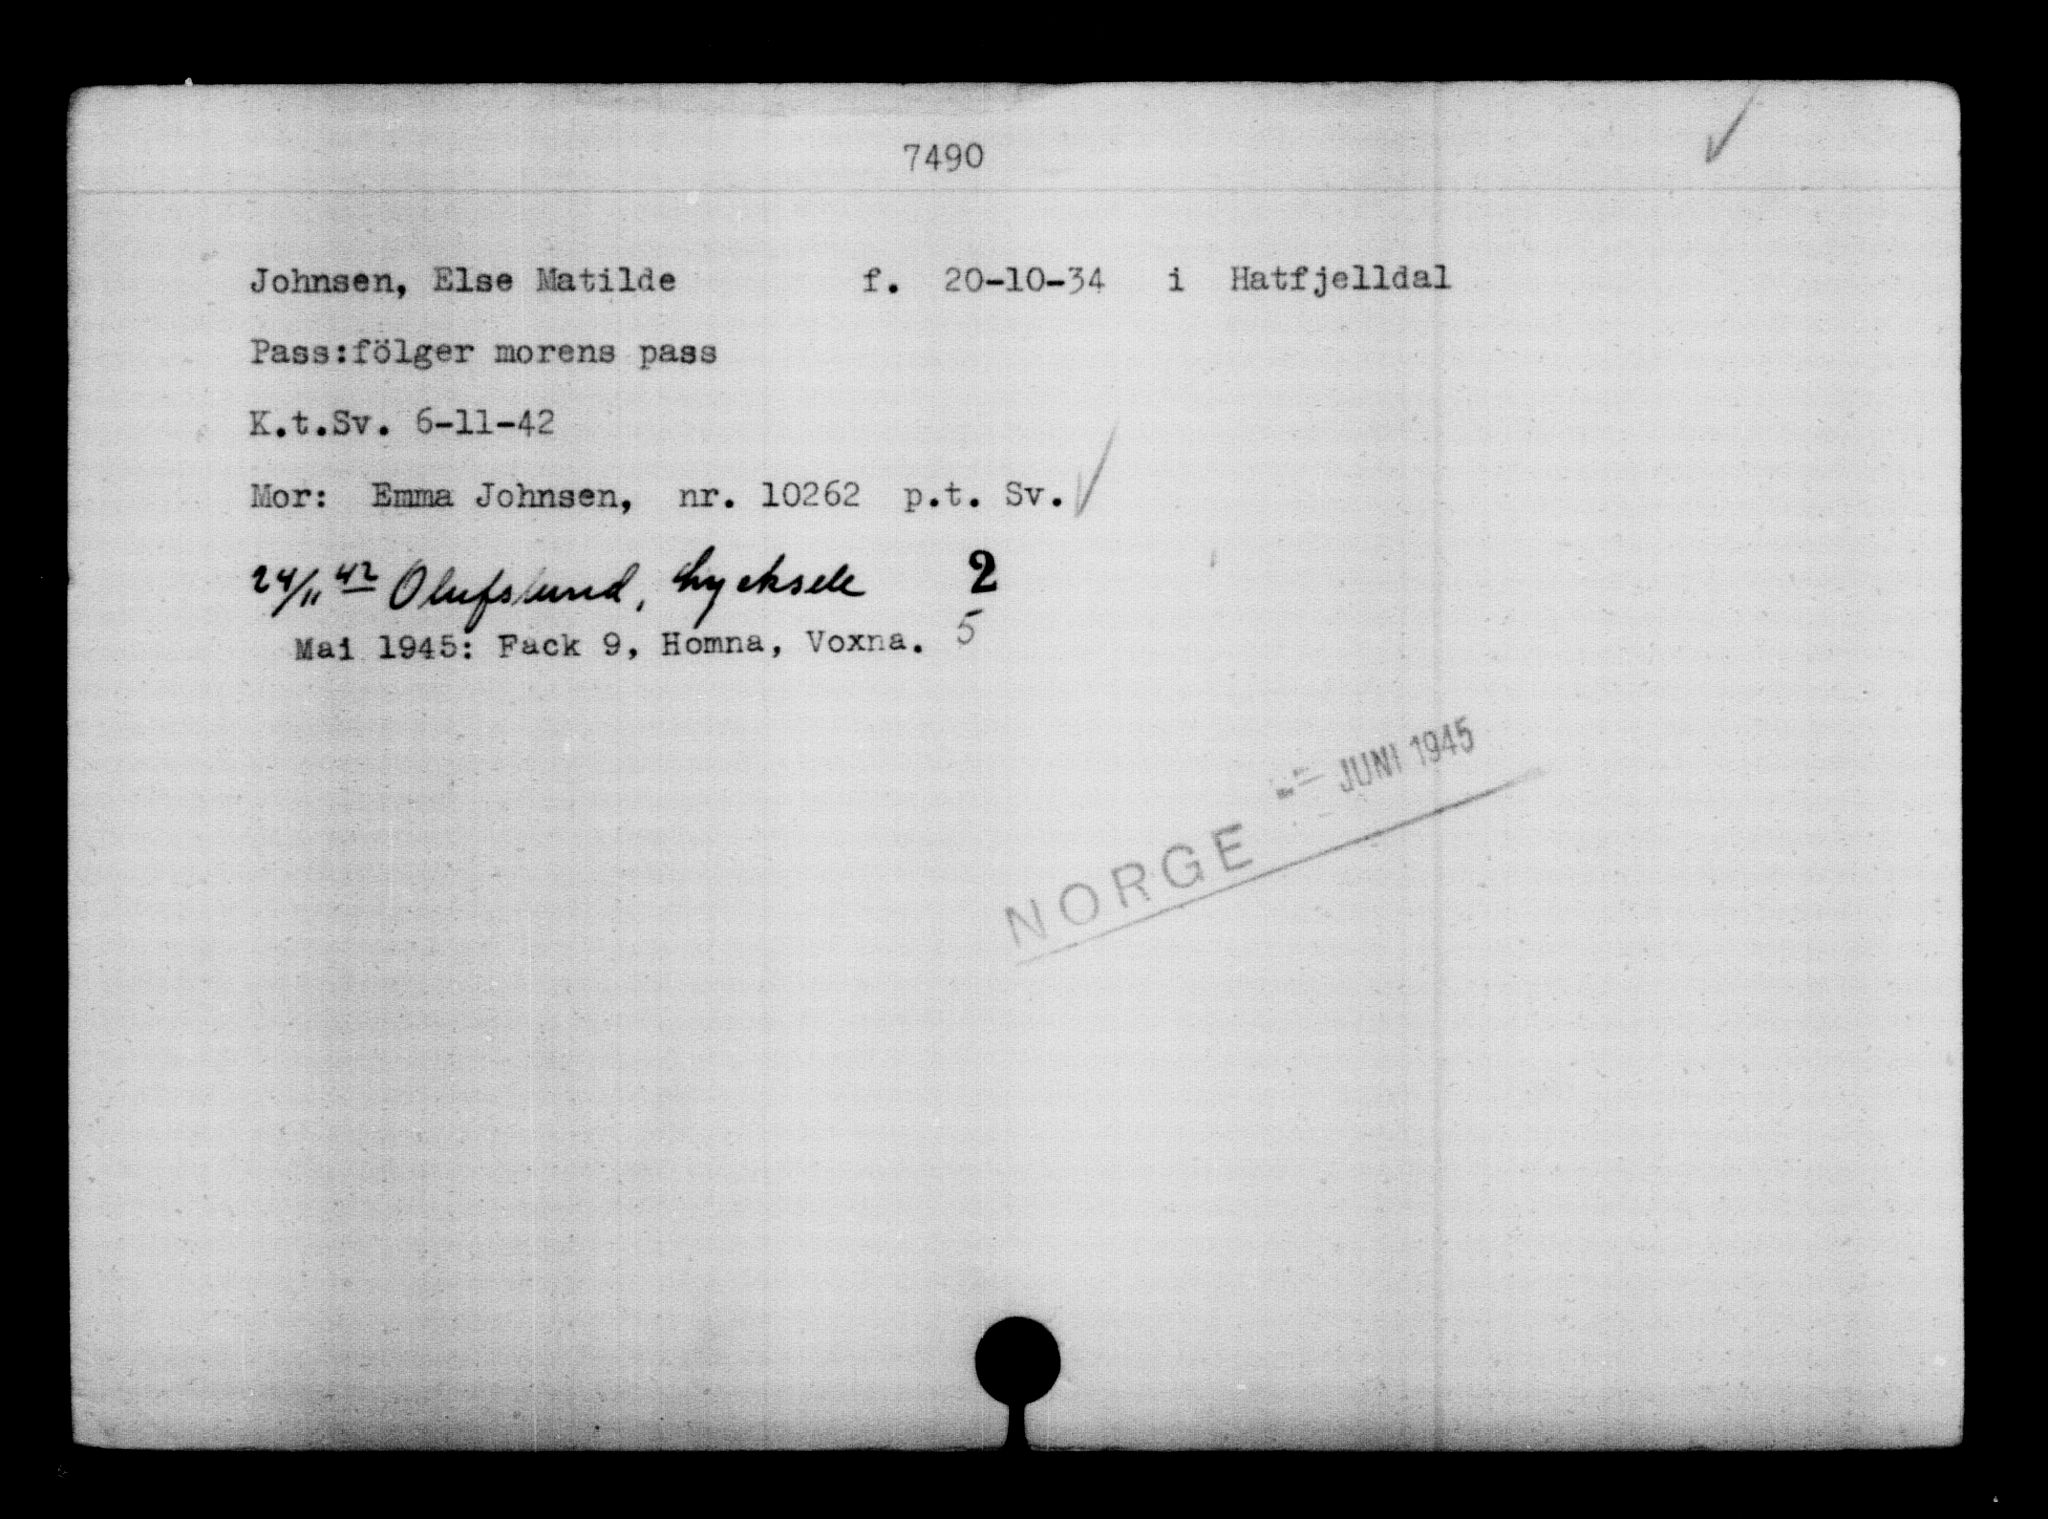 7490
Johnsen, Else Matilde f. 20-10-34 i Hatfjelldal
Pass:fölger morens pass
K.t.Sv. 6-11-42
Mor: Emma Johnsen, nr. 10262 p.t. Sv.
24/11 42 Olufslund, Lycksele 2
Mai 1945: Fack 9, Homna, Voxna. 5
JUNI 1945
NORGE